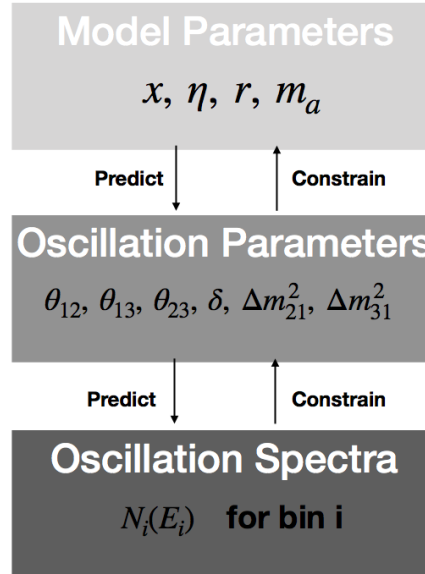 Model Parameters
x, η, r, mₐ
Predict Constrain
Oscillation Parameters
θ₁₂, θ₁₃, θ₂₃, δ, Δm²₂₁, Δm²₃₁
Predict Constrain
Oscillation Spectra
Nᵢ(Eᵢ) for bin i